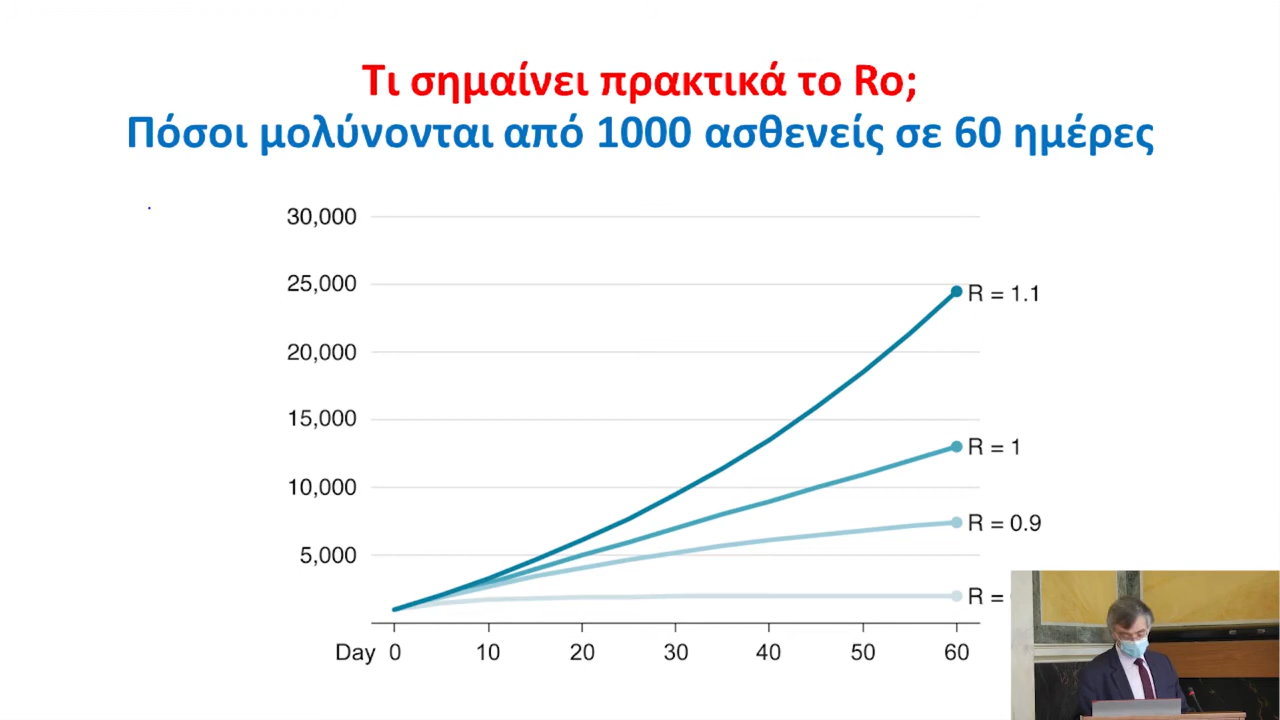 Τι σημαίνει πρακτικά το Ro;
Πόσοι μολύνονται από 1000 ασθενείς σε 60 ημέρες
30,000
25,000
20,000
15,000
10,000
5,000
R = 1.1
R = 1
R = 0.9
R =
Day 0 10 20 30 40 50 60